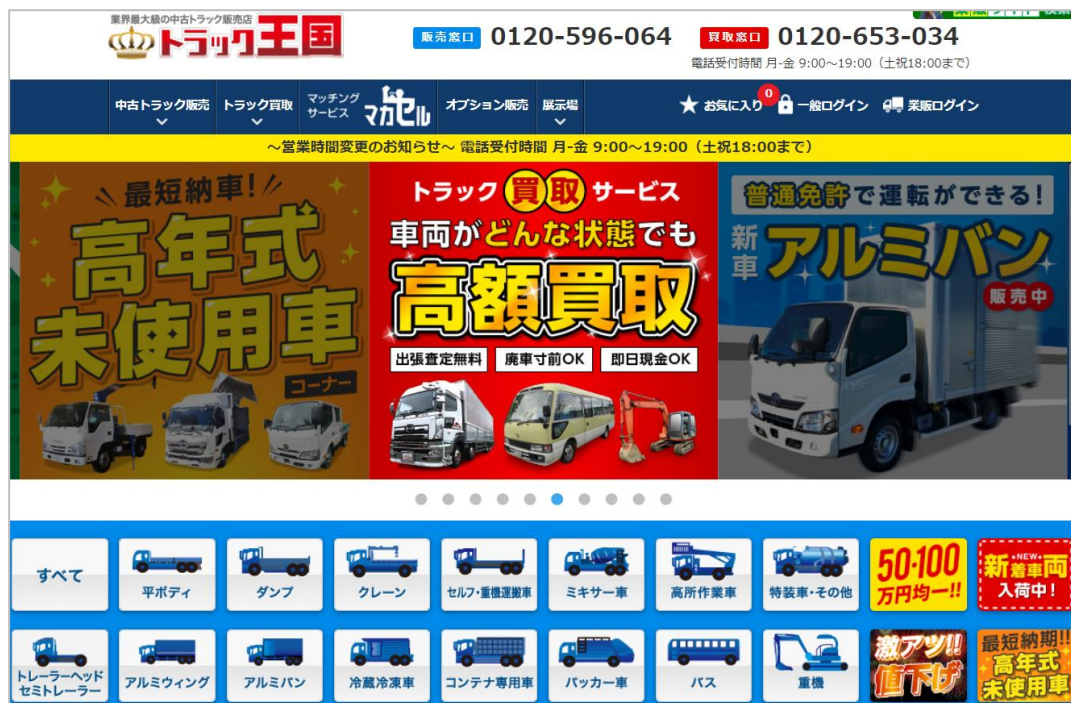 業界最大級の中古トラック販売店
トラック王国
販売窓口 0120-596-064
買取窓口 0120-653-034
電話受付時間 月-金 9:00～19:00（土祝18:00まで）
中古トラック販売
トラック買取
マッチング
サービス
マカセル
オプション販売
展示場
★ お気に入り
0
一般ログイン
業販ログイン
～営業時間変更のお知らせ～ 電話受付時間 月-金 9:00～19:00（土祝18:00まで）
最短納車!
高年式
未使用車
コーナー
トラック買取サービス
車両がどんな状態でも
高額買取
出張査定無料
廃車寸前OK
即日現金OK
普通免許で運転ができる!
新車
アルミバン
販売中
すべて
平ボディ
ダンプ
クレーン
セルフ・重機運搬車
ミキサー車
高所作業車
特装車・その他
50・100
万円均一!!
•NEW•
新着車両
入荷中!
トレーラーヘッド
セミトレーラー
アルミウィング
アルミバン
冷蔵冷凍車
コンテナ専用車
パッカー車
バス
重機
激アツ!!
値下げ
最短納期!!
高年式
未使用車